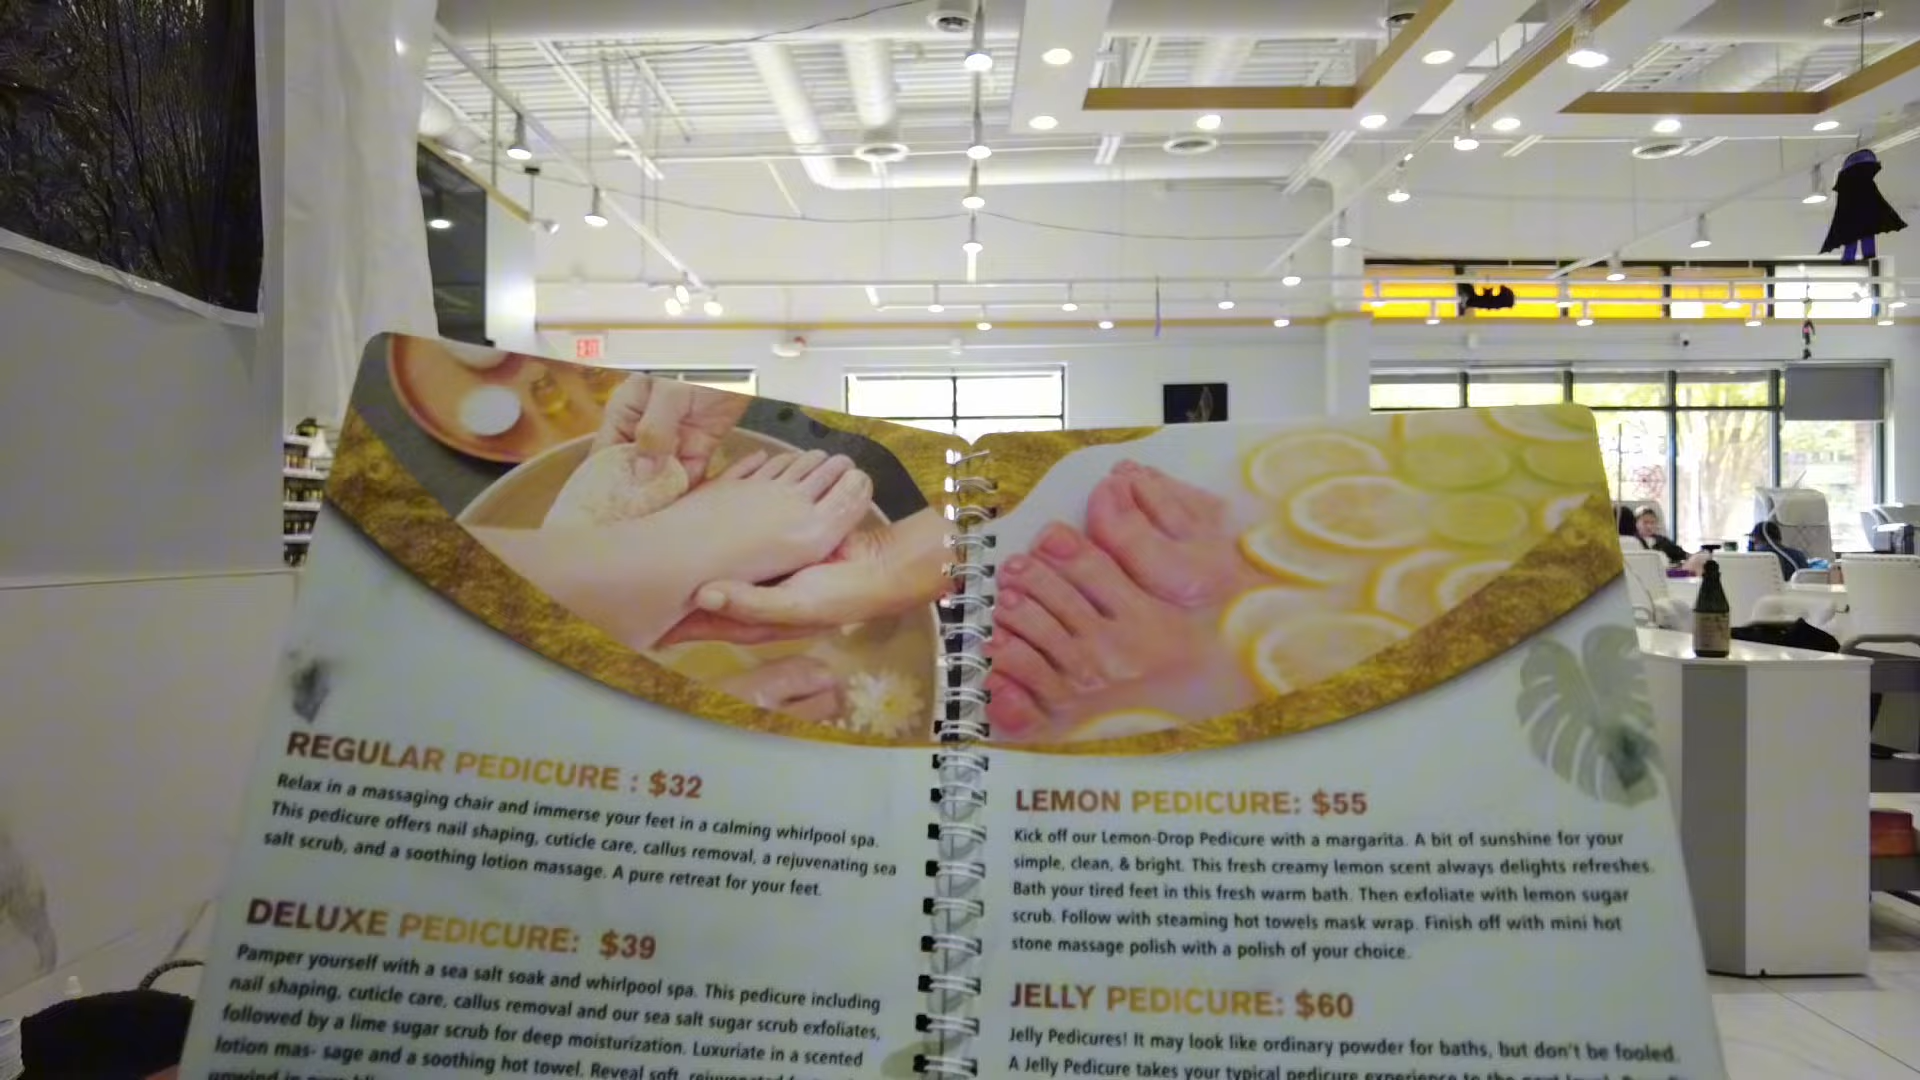 REGULAR PEDICURE : $32
Relax in a massaging chair and immerse your feet in a calming whirlpool spa.
This pedicure offers nail shaping, cuticle care, callus removal, a rejuvenating sea
salt scrub, and a soothing lotion massage. A pure retreat for your feet.
DELUXE PEDICURE: $39
Pamper yourself with a sea salt soak and whirlpool spa. This pedicure including
nail shaping, cuticle care, callus removal and our sea salt sugar scrub exfoliates,
followed by a lime sugar scrub for deep moisturization. Luxuriate in a scented
lotion mas- sage and a soothing hot towel. Reveal soft,
LEMON PEDICURE: $55
Kick off our Lemon-Drop Pedicure with a margarita. A bit of sunshine for your
simple, clean, & bright. This fresh creamy lemon scent always delights refreshes.
Bath your tired feet in this fresh warm bath. Then exfoliate with lemon sugar
scrub. Follow with steaming hot towels mask wrap. Finish off with mini hot
stone massage polish with a polish of your choice.
JELLY PEDICURE: $60
Jelly Pedicures! It may look like ordinary powder for baths, but don't be fooled.
A Jelly Pedicure takes your typical pedicure experience to the next level.